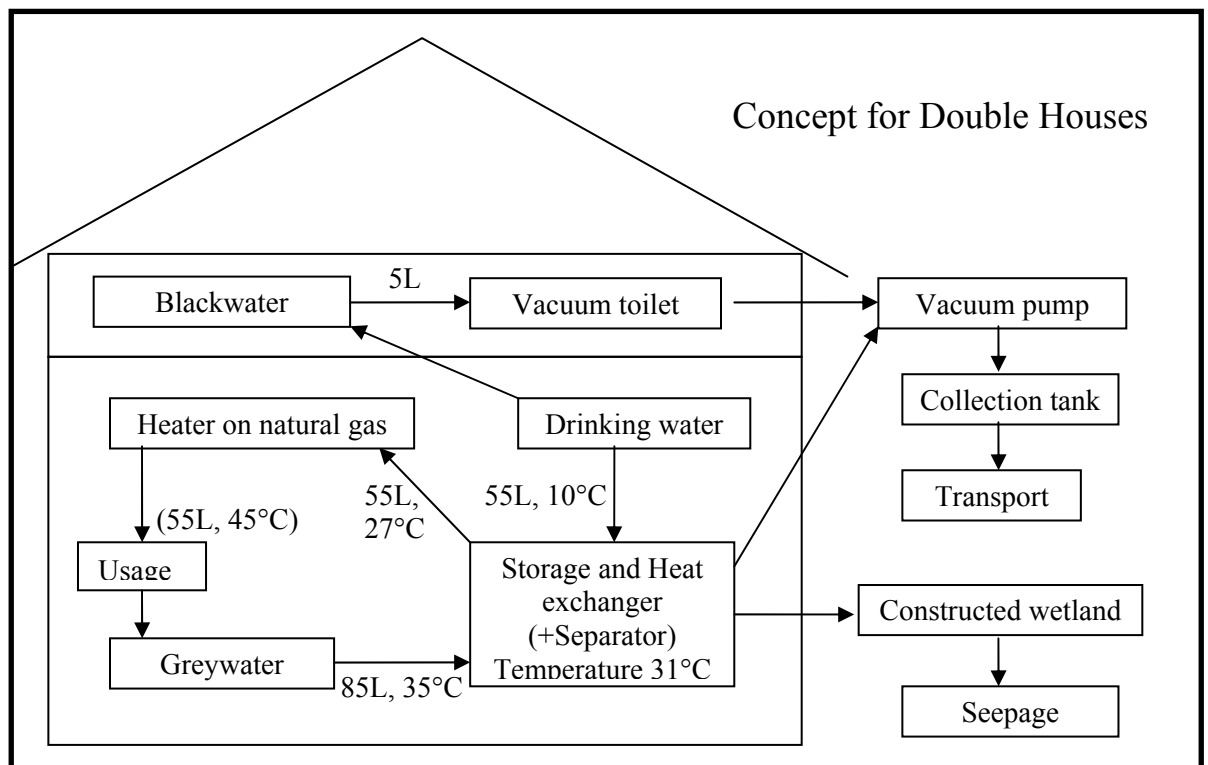 Concept for Double Houses
5L
Blackwater
Vacuum toilet
Vacuum pump
Collection tank
Heater on natural gas
Drinking water
Transport
55L,
27°C
55L, 10°C
(55L, 45°C)
Usage
Storage and Heat
exchanger
(+Separator)
Temperature 31°C
Constructed wetland
Greywater
85L, 35°C
Seepage